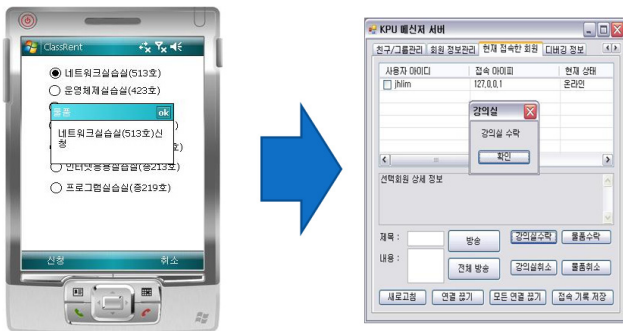 ClassRent
네트워크실습실(513호)
운영체제실습실(423호)
물품
ok
네트워크실습실(513호)신
청
인터넷응용실습실(종213호)
프로그램실습실(종219호)
신청
취소
KPU 메신저 서버
친구/그룹관리
회원 정보관리
현재 접속한 회원
디버깅 정보
사용자 아이디
접속 아이피
현재 상태
jhlim
127.0.0.1
온라인
강의실
강의실 수락
확인
선택회원 상세 정보
제목 :
방송
강의실수락
물품수락
내용 :
전체 방송
강의실취소
물품취소
새로고침
연결 끊기
모든 연결 끊기
접속 기록 저장